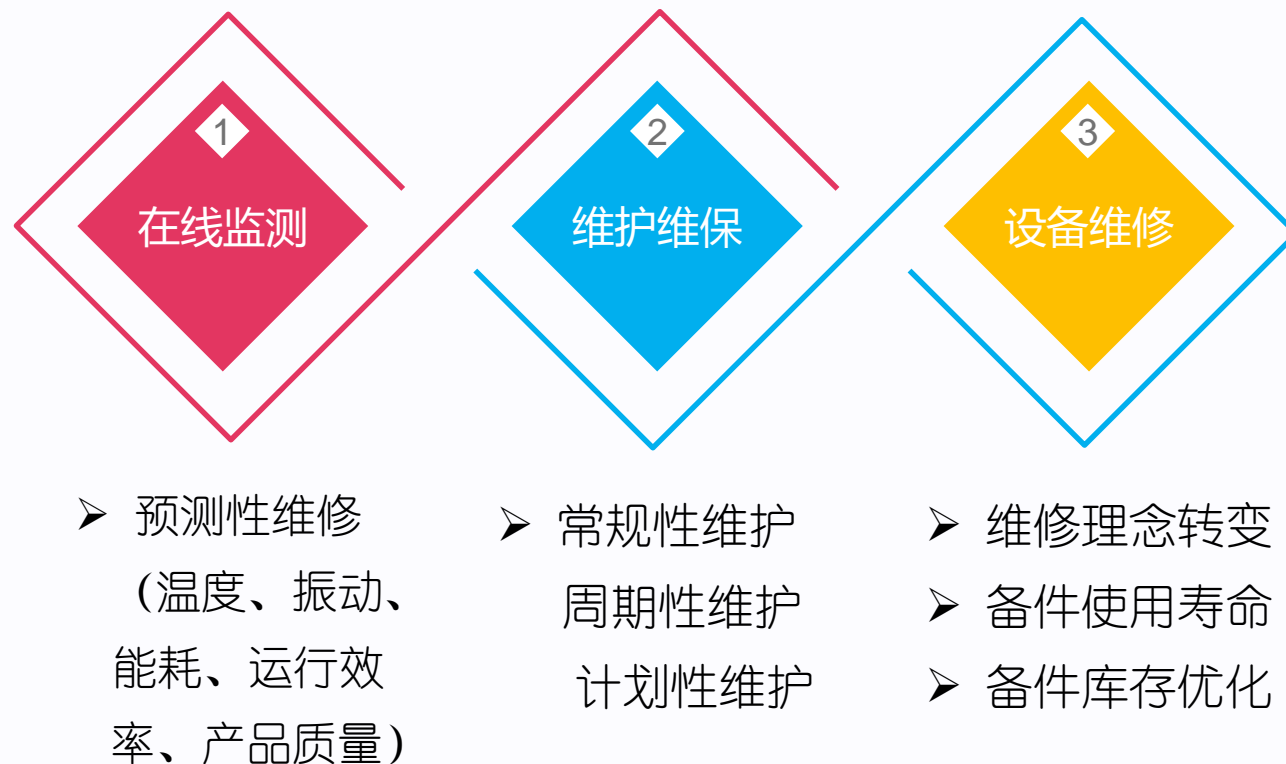 1
在线监测
➢ 预测性维修
(温度、振动、
能耗、运行效
率、产品质量)
2
维护维保
➢ 常规性维护
周期性维护
计划性维护
3
设备维修
➢ 维修理念转变
➢ 备件使用寿命
➢ 备件库存优化